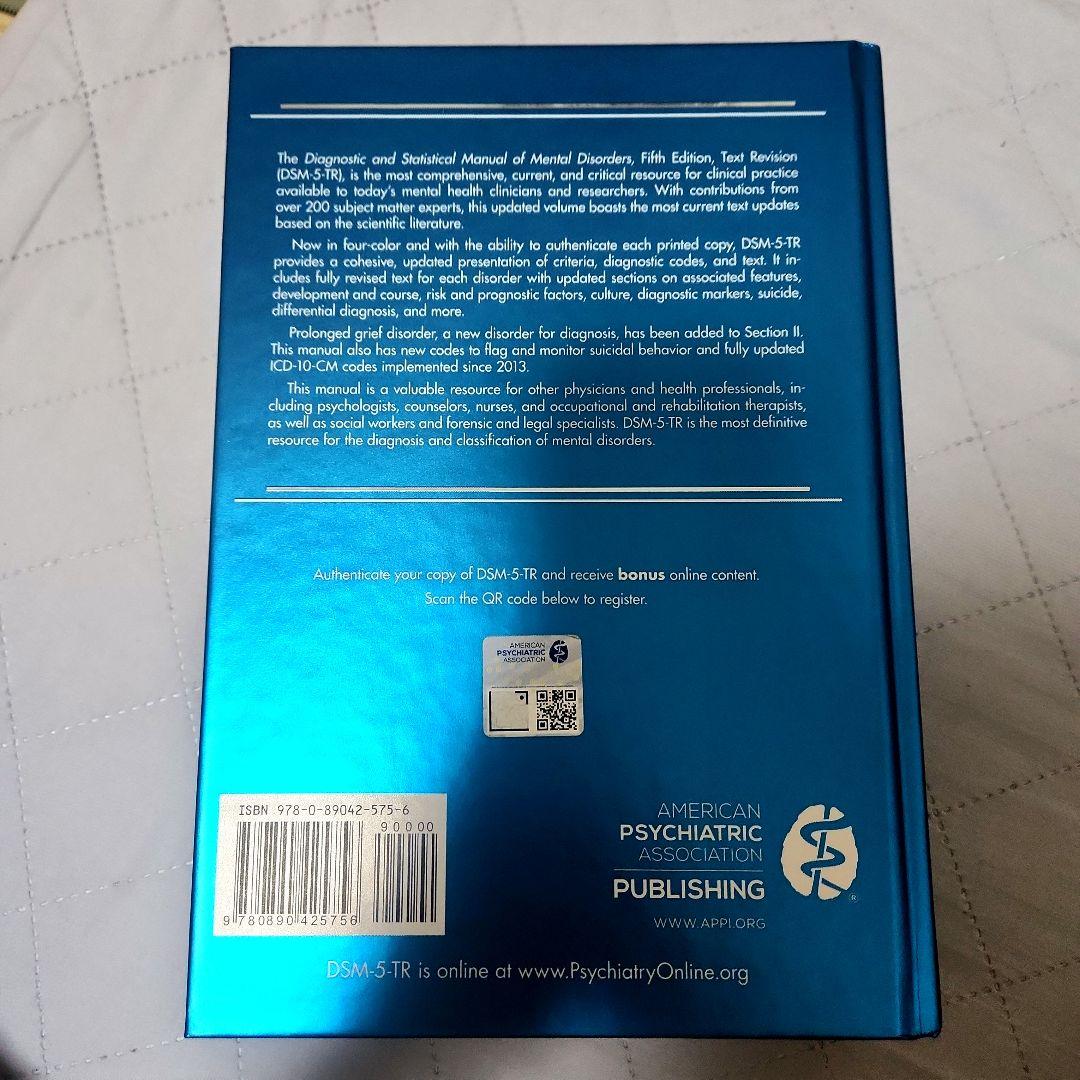 The Diagnostic and Statistical Manual of Mental Disorders, Fifth Edition, Text Revision
(DSM-5-TR), is the most comprehensive, current, and critical resource for clinical practice
available to today's mental health clinicians and researchers. With contributions from
over 200 subject matter experts, this updated volume boasts the most current text updates
based on the scientific literature.
Now in four-color and with the ability to authenticate each printed copy, DSM-5-TR
provides a cohesive, updated presentation of criteria, diagnostic codes, and text. It in-
cludes fully revised text for each disorder with updated sections on associated features,
development and course, risk and prognostic factors, culture, diagnostic markers, suicide,
differential diagnosis, and more.
Prolonged grief disorder, a new disorder for diagnosis, has been added to Section II.
This manual also has new codes to flag and monitor suicidal behavior and fully updated
ICD-10-CM codes implemented since 2013.
This manual is a valuable resource for other physicians and health professionals, in-
cluding psychologists, counselors, nurses, and occupational and rehabilitation therapists,
as well as social workers and forensic and legal specialists. DSM-5-TR is the most definitive
resource for the diagnosis and classification of mental disorders.
Authenticate your copy of DSM-5-TR and receive bonus online content.
Scan the QR code below to register.
AMERICAN
PSYCHIATRIC
ASSOCIATION
ISBN 978-0-89042-575-6
90000
9 780890 425756
AMERICAN
PSYCHIATRIC
ASSOCIATION
PUBLISHING
®
WWW.APPI.ORG
DSM-5-TR is online at www.PsychiatryOnline.org